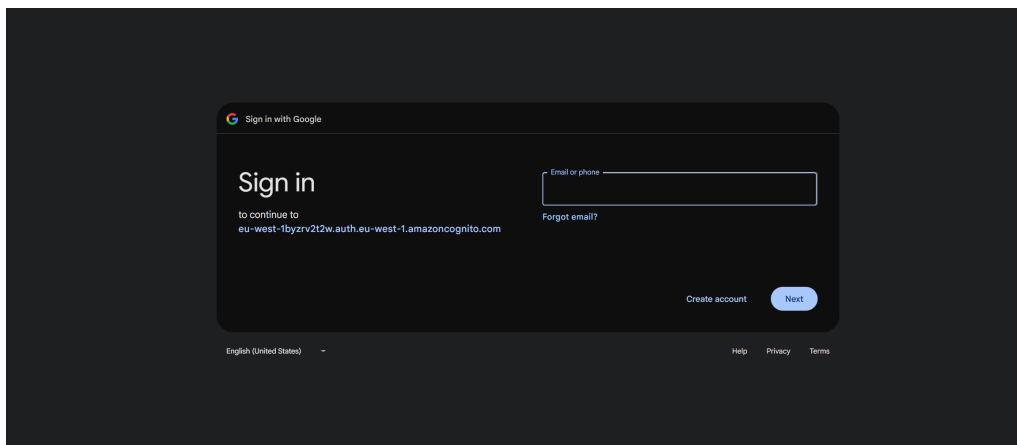 Sign in with Google
Sign in
to continue to
eu-west-1byzrv2t2w.auth.eu-west-1.amazoncognito.com
Email or phone
Forgot email?
Create account
Next
English (United States)
Help
Privacy
Terms